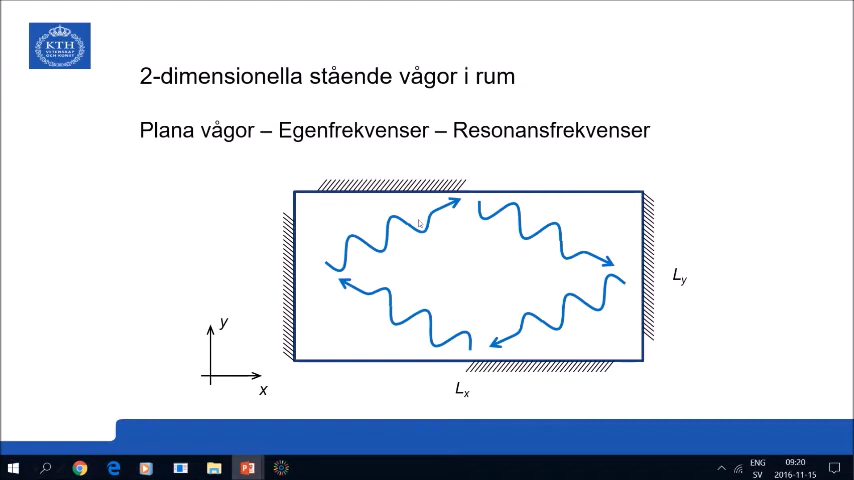 KTH
VETENSKAP
OCH KONST
2-dimensionella stående vågor i rum
Plana vågor – Egenfrekvenser – Resonansfrekvenser
Ly
y
x
Lx
ENG
SV
09:20
2016-11-15